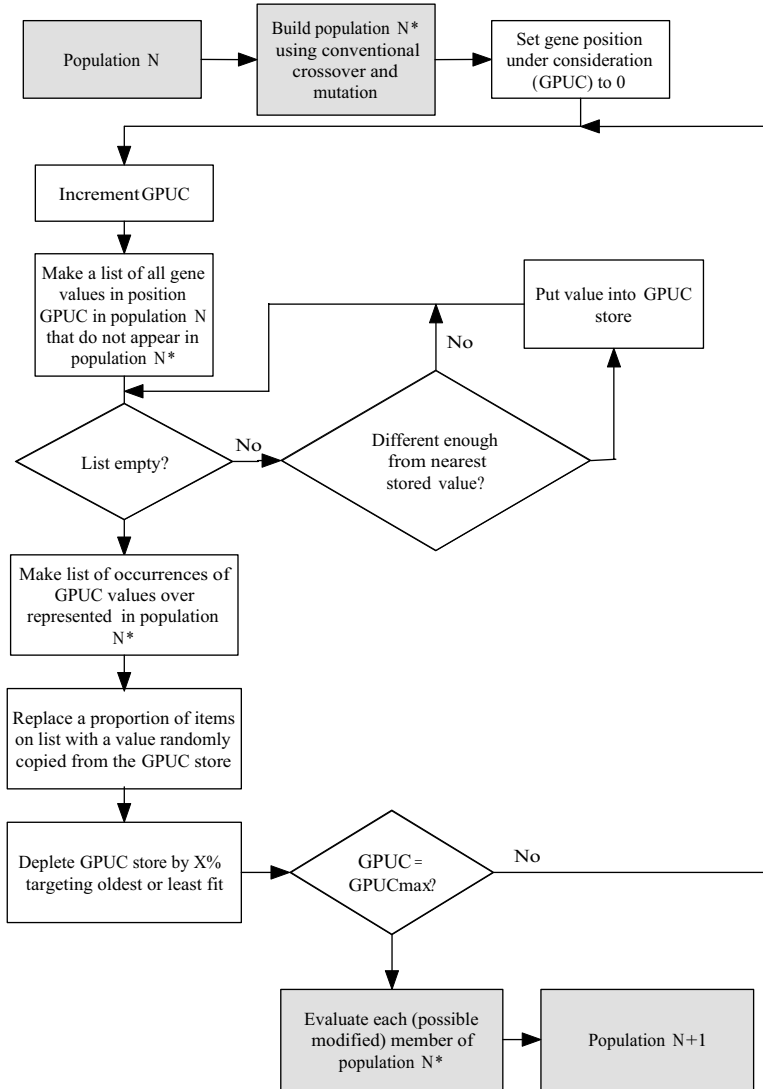 Population N
Build population N*
using conventional
crossover and
mutation
Set gene position
under consideration
(GPUC) to 0
Increment GPUC
Make a list of all gene
values in position
GPUC in population N
that do not appear in
population N*
Put value into GPUC
store
No
List empty?
No
Different enough
from nearest
stored value?
Make list of occurrences of
GPUC values over
represented in population
N*
Replace a proportion of items
on list with a value randomly
copied from the GPUC store
Deplete GPUC store by X%
targeting oldest or least fit
GPUC =
GPUCmax?
No
Evaluate each (possible
modified) member of
population N*
Population N+1